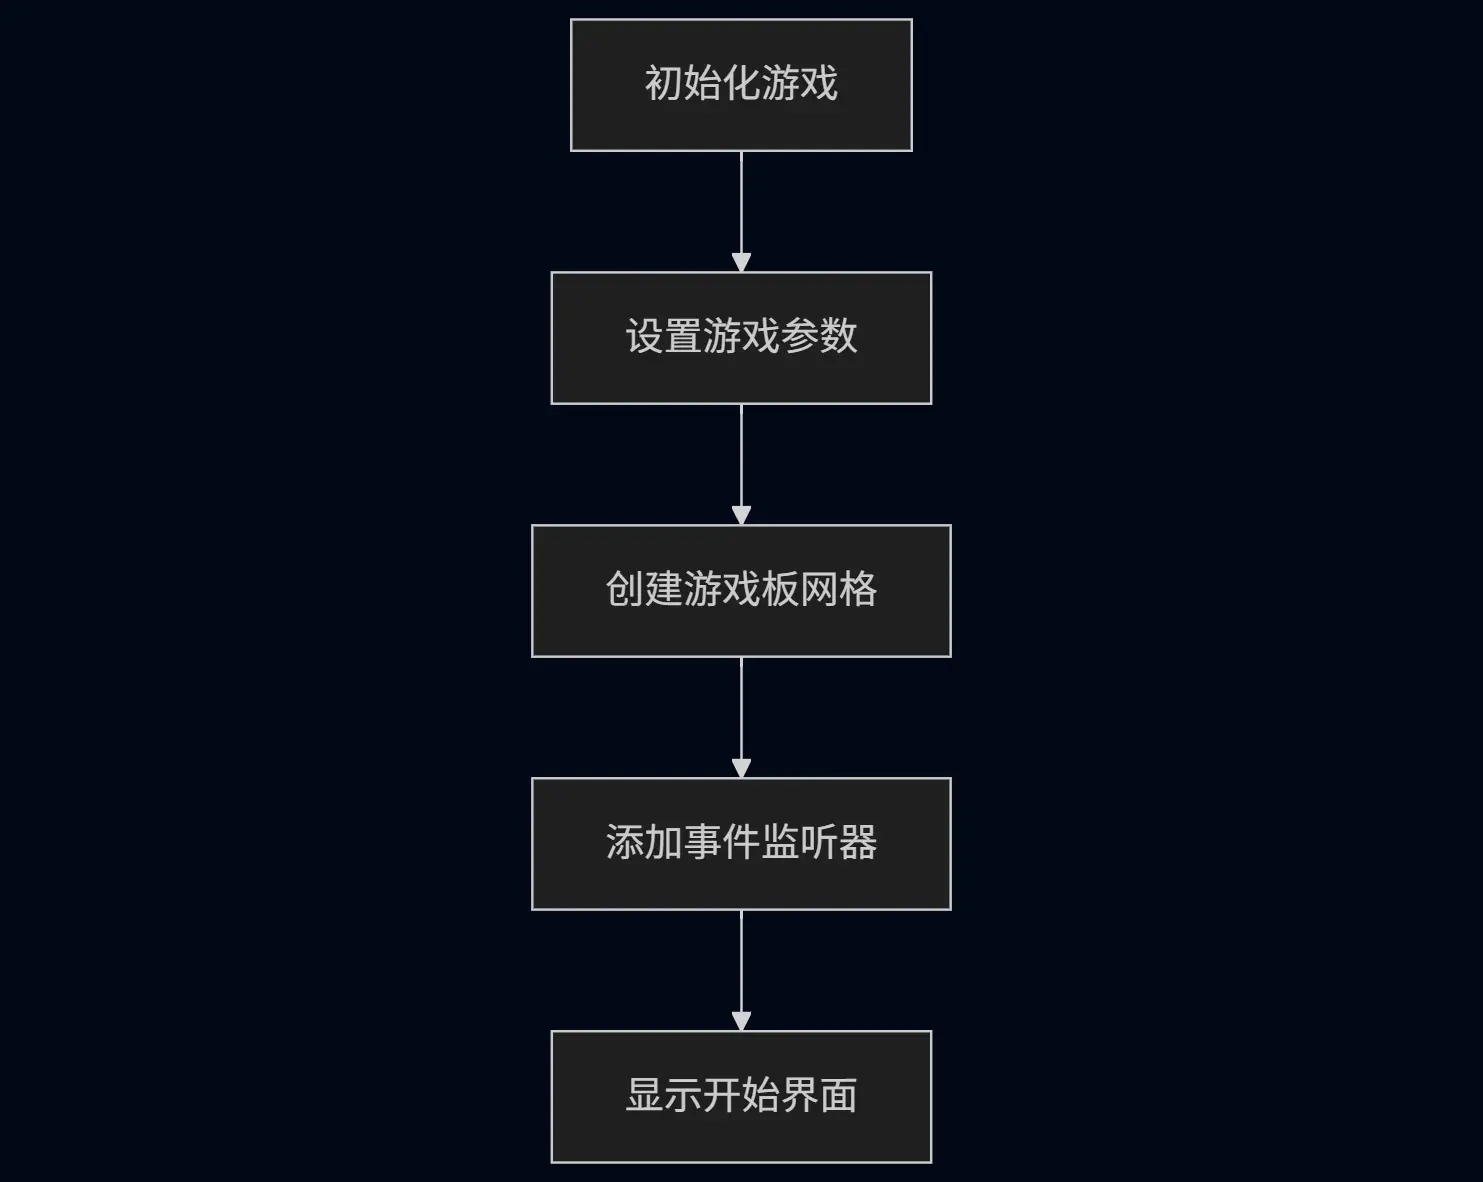 初始化游戏
设置游戏参数
创建游戏板网格
添加事件监听器
显示开始界面